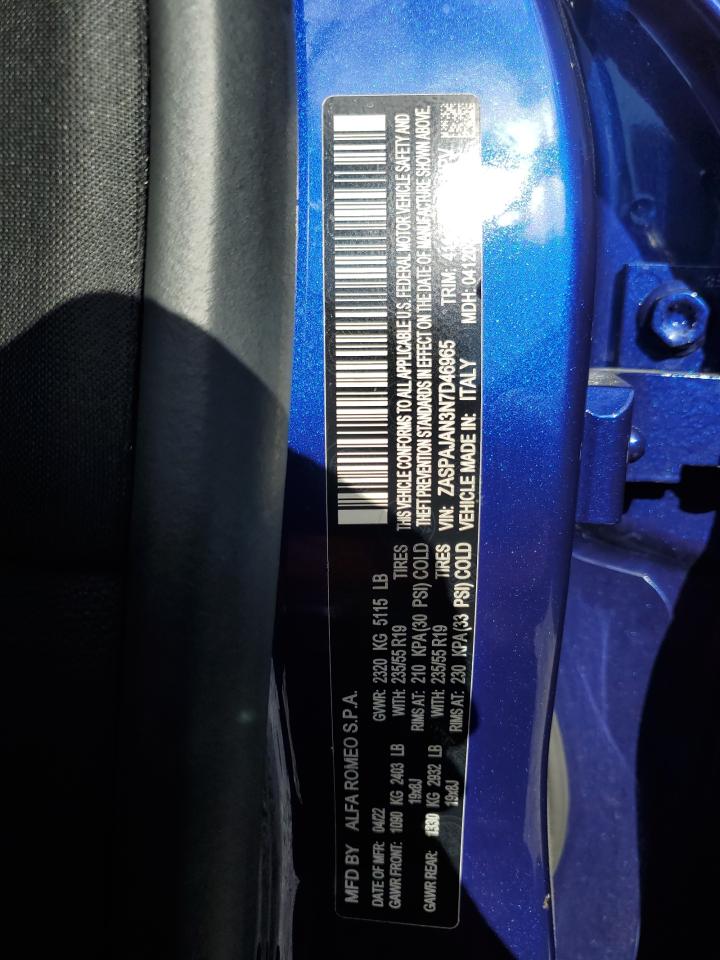 MFD BY ALFA ROMEO S.P.A.
DATE OF MFR: 04/22 GVWR: 2320 KG 5115 LB
GAWR FRONT: 1090 KG 2403 LB WITH: 235/55 R19 TIRES
19x8J RIMS AT: 210 KPA(30 PSI) COLD
GAWR REAR: 1330 KG 2932 LB WITH: 235/55 R19 TIRES
19x8J RIMS AT: 230 KPA(33 PSI) COLD
THIS VEHICLE CONFORMS TO ALL APPLICABLE U.S. FEDERAL MOTOR VEHICLE SAFETY AND
THEFT PREVENTION STANDARDS IN EFFECT ON THE DATE OF MANUFACTURE SHOWN ABOVE.
VIN: ZASPAJAN3N7D46965 TRIM:
VEHICLE MADE IN: ITALY MDH: